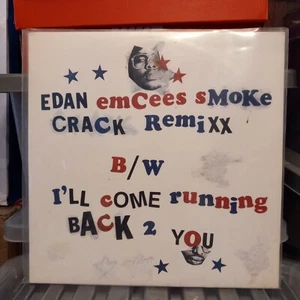 EDAN emCees sMoKe
CRACK RemiXX
B/W
I'LL COME running
BACK 2 YOU